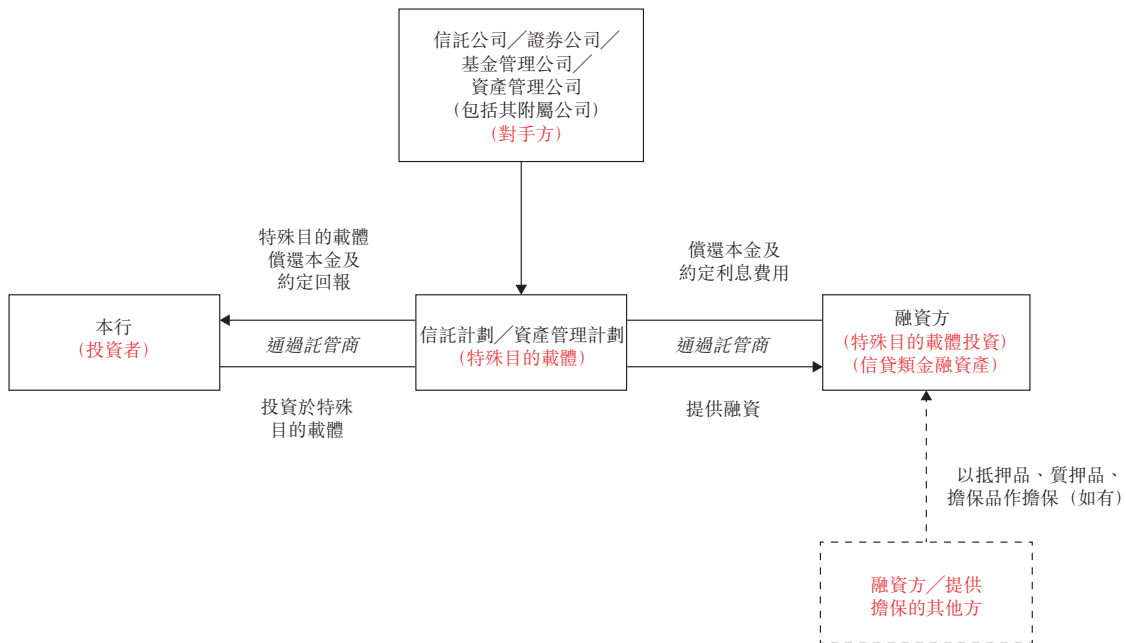 信託公司／證券公司／
基金管理公司／
資產管理公司
(包括其附屬公司)
(對手方)
特殊目的載體
償還本金及
約定回報
償還本金及
約定利息費用
本行
(投資者)
通過託管商
信託計劃／資產管理計劃
(特殊目的載體)
通過託管商
融資方
(特殊目的載體投資)
(信貸類金融資產)
投資於特殊
目的載體
提供融資
以抵押品、質押品、
擔保品作擔保 (如有)
融資方／提供
擔保的其他方